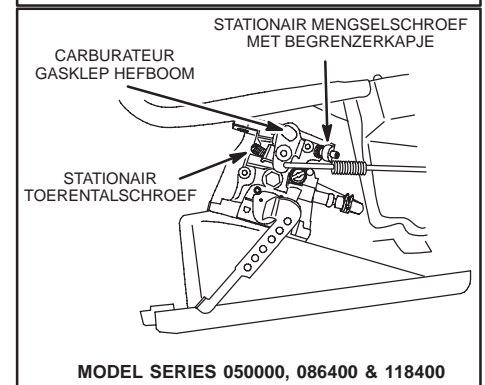 STATIONAIR MENGSELSCHROEF
MET BEGRENZERKAPJE
CARBURATEUR
GASKLEP HEFBOOM
STATIONAIR
TOERENTALSCHROEF
MODEL SERIES 050000, 086400 & 118400